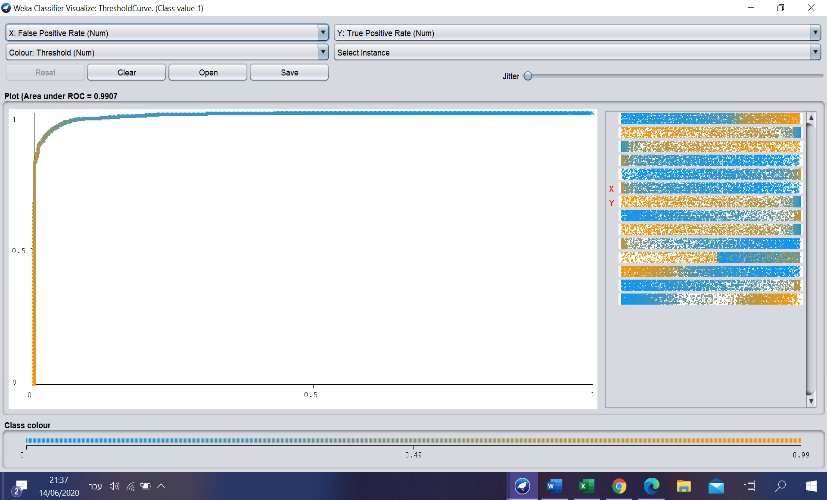 Weka Classifier Visualize: ThresholdCurve. (Class value 1)
X: False Positive Rate (Num)
Y: True Positive Rate (Num)
Colour: Threshold (Num)
Select Instance
Reset
Clear
Open
Save
Jitter
Plot (Area under ROC = 0.9907
1
X
Y
0.5
0
0
0.5
1
Class colour
0
0.45
0.99
21:37
עבר
14/06/2020
2